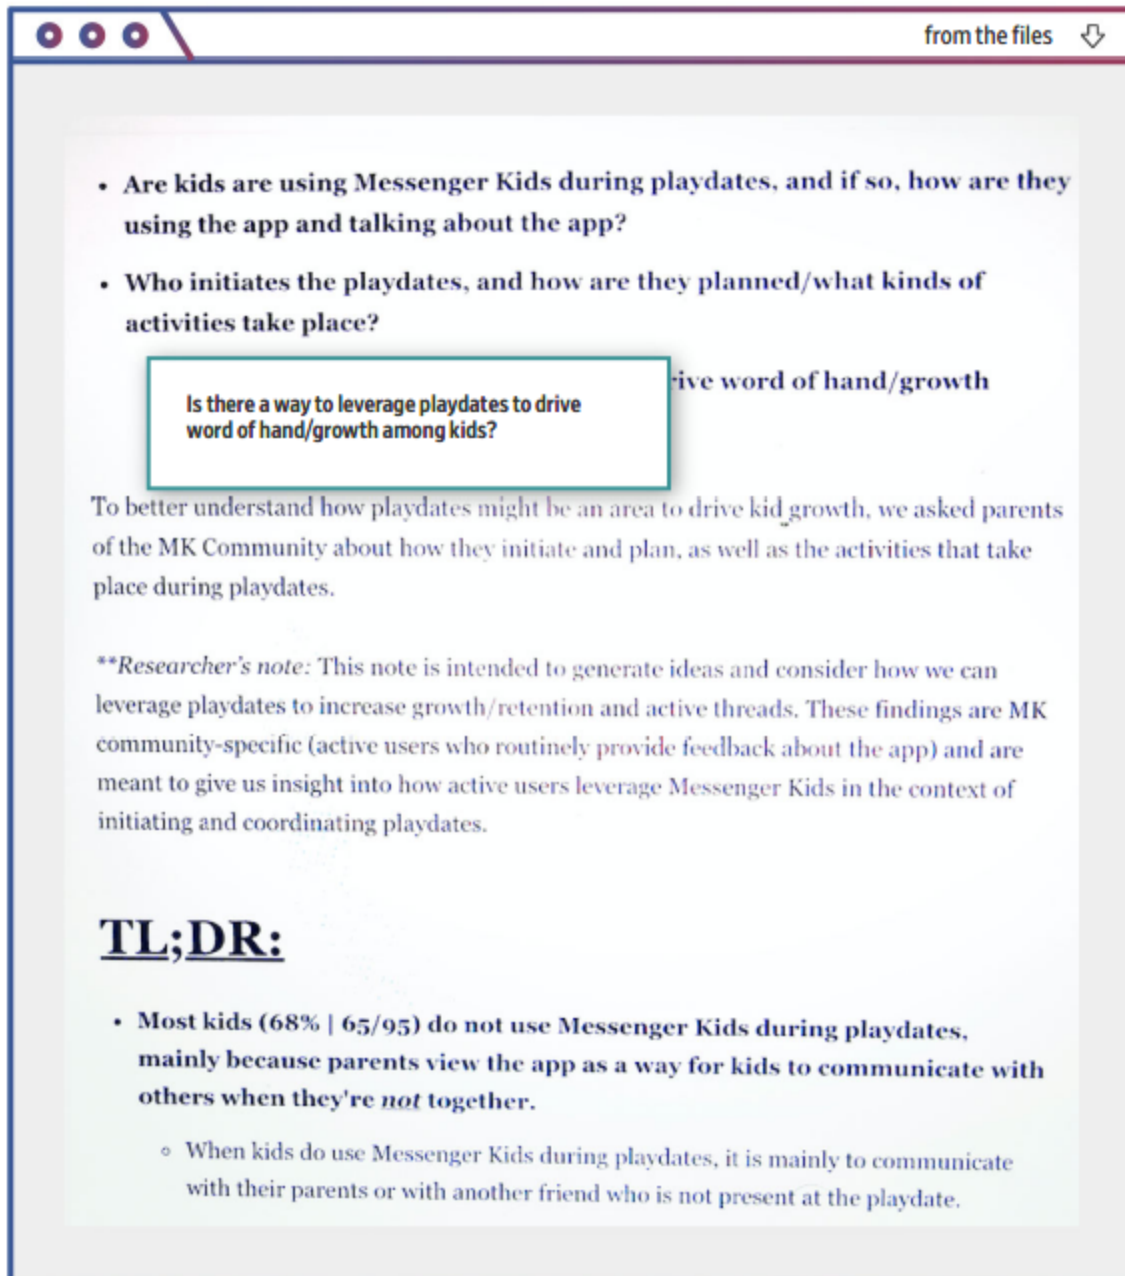 from the files
• Are kids are using Messenger Kids during playdates, and if so, how are they
using the app and talking about the app?
• Who initiates the playdates, and how are they planned/what kinds of
activities take place?
rive word of hand/growth
Is there a way to leverage playdates to drive
word of hand/growth among kids?
To better understand how playdates might be an area to drive kid growth, we asked parents
of the MK Community about how they initiate and plan, as well as the activities that take
place during playdates.
**Researcher's note: This note is intended to generate ideas and consider how we can
leverage playdates to increase growth/retention and active threads. These findings are MK
community-specific (active users who routinely provide feedback about the app) and are
meant to give us insight into how active users leverage Messenger Kids in the context of
initiating and coordinating playdates.
TL;DR:
• Most kids (68% | 65/95) do not use Messenger Kids during playdates,
mainly because parents view the app as a way for kids to communicate with
others when they're not together.
◦ When kids do use Messenger Kids during playdates, it is mainly to communicate
with their parents or with another friend who is not present at the playdate.